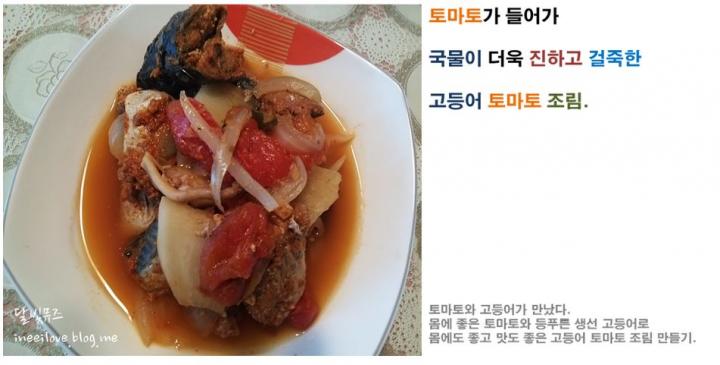 토마토가 들어가
국물이 더욱 진하고 걸죽한
고등어 토마토 조림.
토마토와 고등어가 만났다.
몸에 좋은 토마토와 등푸른 생선 고등어로
몸에도 좋고 맛도 좋은 고등어 토마토 조림 만들기.
달빛뮤즈
ineeilove.blog.me